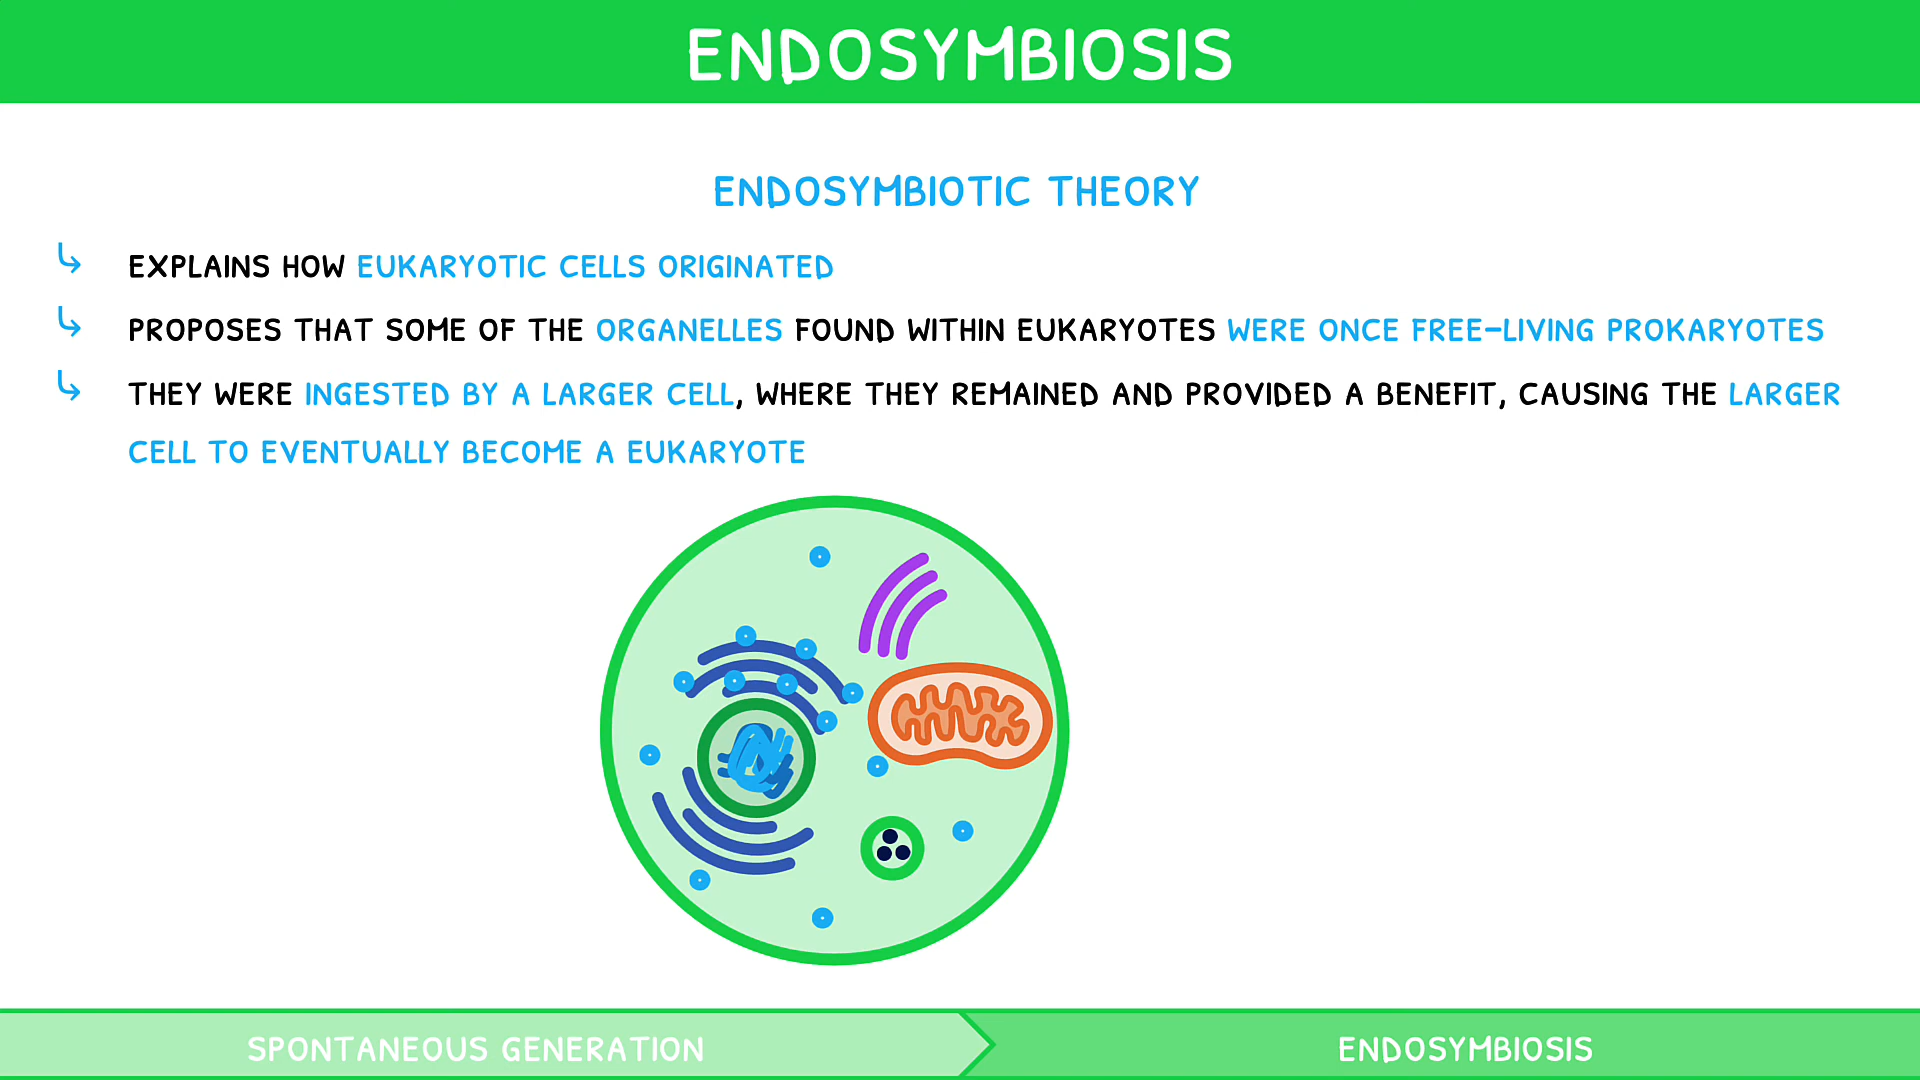 ENDOSYMBIOSIS
ENDOSYMBIOTIC THEORY
EXPLAINS HOW EUKARYOTIC CELLS ORIGINATED
PROPOSES THAT SOME OF THE ORGANELLES FOUND WITHIN EUKARYOTES WERE ONCE FREE-LIVING PROKARYOTES
THEY WERE INGESTED BY A LARGER CELL, WHERE THEY REMAINED AND PROVIDED A BENEFIT, CAUSING THE LARGER
CELL TO EVENTUALLY BECOME A EUKARYOTE
SPONTANEOUS GENERATION
ENDOSYMBIOSIS